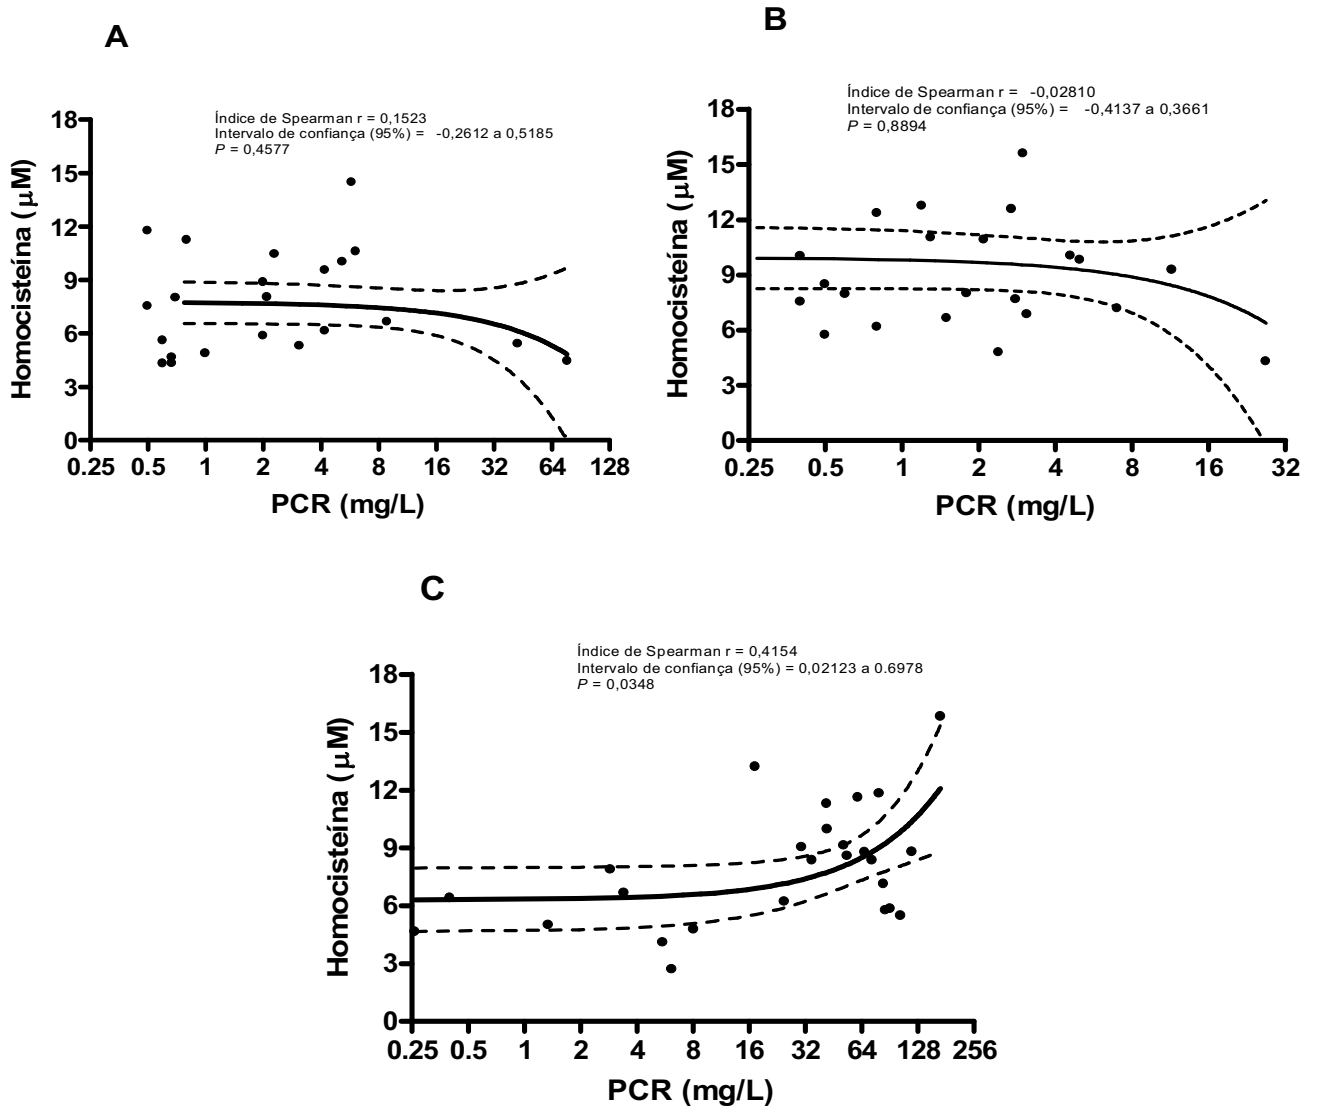 A
Índice de Spearman r = 0,1523
Intervalo de confiança (95%) = -0,2612 a 0,5185
P = 0,4577
Homocisteína (μM)
18
15
12
9
6
3
0
0.25 0.5 1 2 4 8 16 32 64 128
PCR (mg/L)
B
Índice de Spearman r = -0,02810
Intervalo de confiança (95%) = -0,4137 a 0,3661
P = 0,8894
Homocisteína (μM)
18
15
12
9
6
3
0
0.25 0.5 1 2 4 8 16 32
PCR (mg/L)
C
Índice de Spearman r = 0,4154
Intervalo de confiança (95%) = 0,02123 a 0.6978
P = 0,0348
Homocisteína (μM)
18
15
12
9
6
3
0
0.25 0.5 1 2 4 8 16 32 64 128 256
PCR (mg/L)